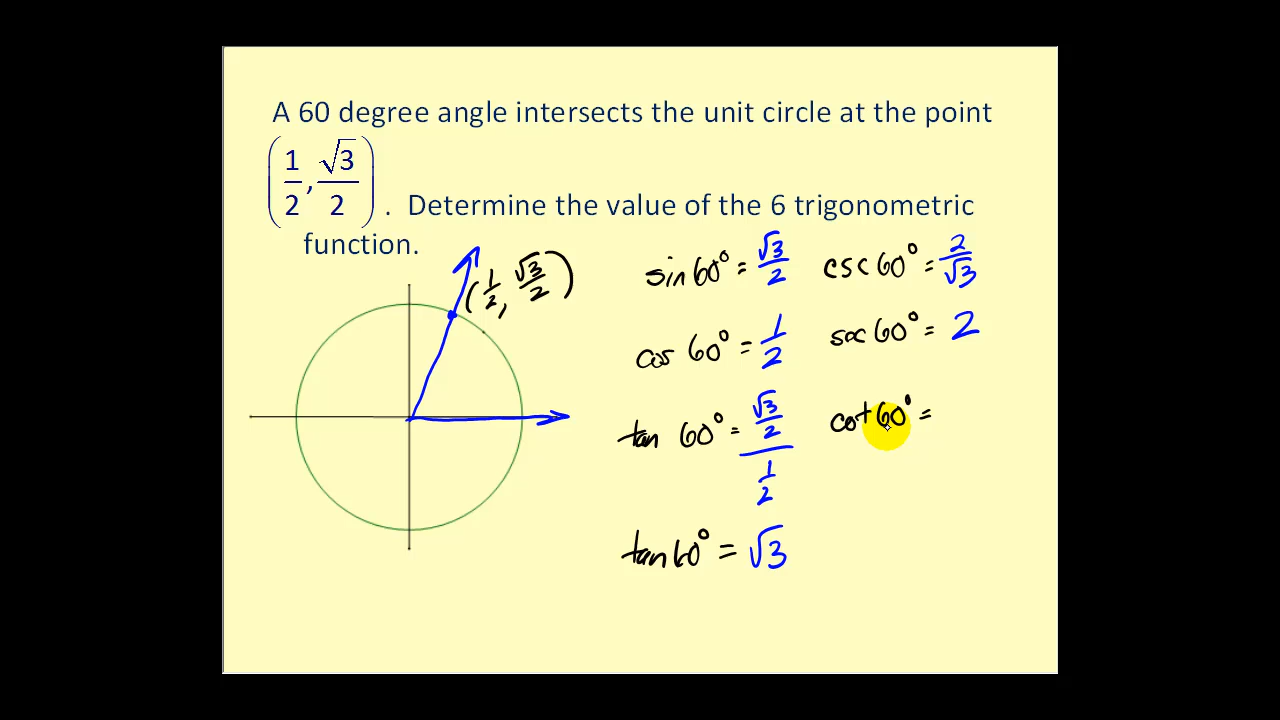 A 60 degree angle intersects the unit circle at the point
(1/2, √3/2). Determine the value of the 6 trigonometric
function.
(1/2, √3/2)
sin 60° = √3/2
csc 60° = 2/√3
cos 60° = 1/2
sec 60° = 2
tan 60° = (√3/2)/(1/2)
cot 60° =
tan 60° = √3